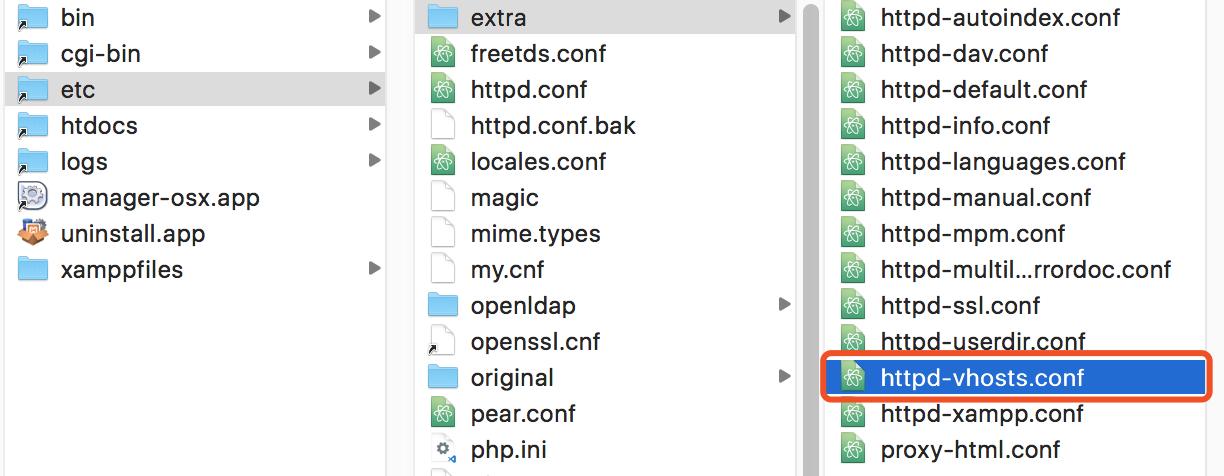 bin
cgi-bin
etc
htdocs
logs
manager-osx.app
uninstall.app
xamppfiles
extra
freetds.conf
httpd.conf
httpd.conf.bak
locales.conf
magic
mime.types
my.cnf
openldap
openssl.cnf
original
pear.conf
php.ini
httpd-autoindex.conf
httpd-dav.conf
httpd-default.conf
httpd-info.conf
httpd-languages.conf
httpd-manual.conf
httpd-mpm.conf
httpd-multil...rrordoc.conf
httpd-ssl.conf
httpd-userdir.conf
httpd-vhosts.conf
httpd-xampp.conf
proxy-html.conf